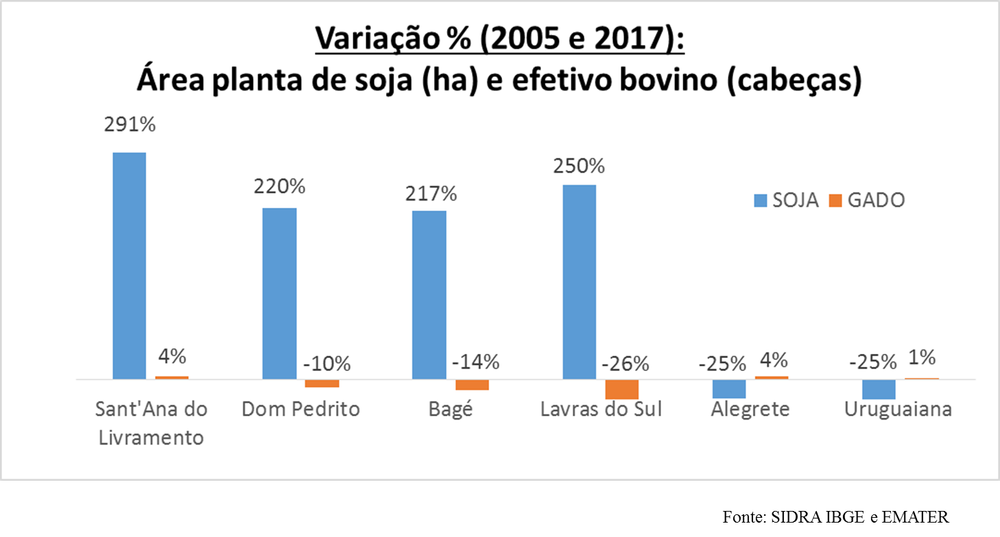 Variação % (2005 e 2017):
Área planta de soja (ha) e efetivo bovino (cabeças)
291%
4%
220%
-10%
217%
-14%
250%
-26%
-25%
4%
-25%
1%
SOJA
GADO
Sant'Ana do
Livramento
Dom Pedrito
Bagé
Lavras do Sul
Alegrete
Uruguaiana
Fonte: SIDRA IBGE e EMATER